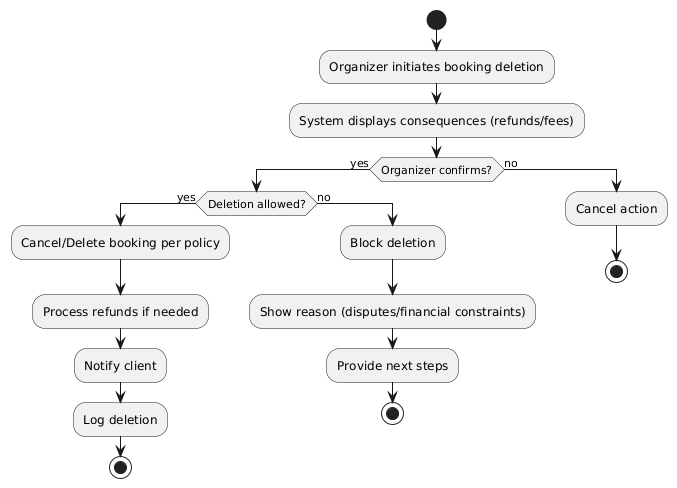 Organizer initiates booking deletion
System displays consequences (refunds/fees)
yes
Organizer confirms?
no
yes
Deletion allowed?
no
Cancel action
Cancel/Delete booking per policy
Block deletion
Process refunds if needed
Show reason (disputes/financial constraints)
Notify client
Provide next steps
Log deletion